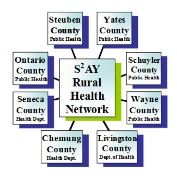 Steuben
County
Public Health
Yates
County
Public Health
Ontario
County
Public Health
S²AY
Rural
Health
Network
Schuyler
County
Public Health
Seneca
County
Health Dept.
Wayne
County
Public Health
Chemung
County
Health Dept.
Livingston
County
Dept. of Health